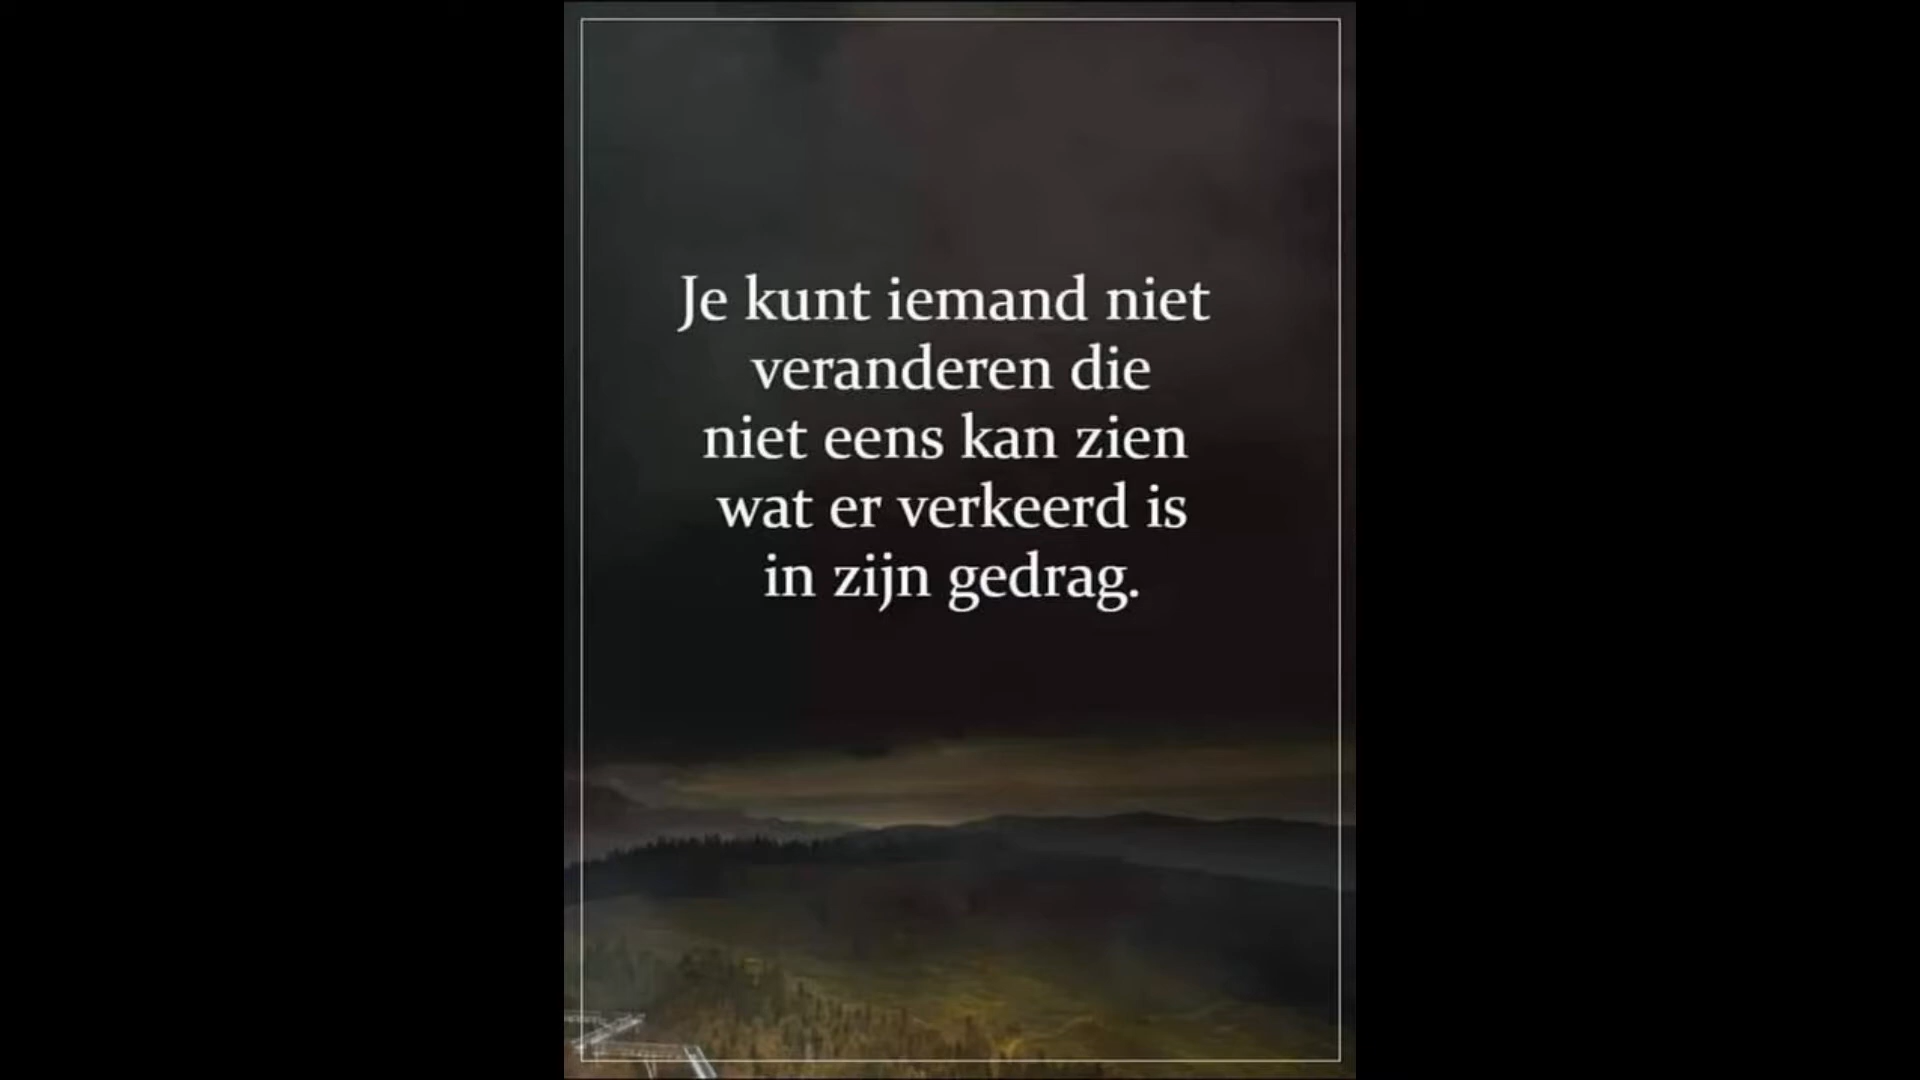 Je kunt iemand niet
veranderen die
niet eens kan zien
wat er verkeerd is
in zijn gedrag.